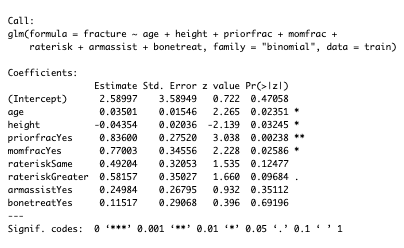 Call:
glm(formula = fracture ~ age + height + priorfrac + momfrac +
    raterisk + armassist + bonetreat, family = "binomial", data = train)
Coefficients:
                Estimate Std. Error z value Pr(>|z|)
(Intercept)      2.58997    3.58949   0.722  0.47058
age              0.03501    0.01546   2.265  0.02351 *
height          -0.04354    0.02036  -2.139  0.03245 *
priorfracYes     0.83600    0.27520   3.038  0.00238 **
momfracYes       0.77003    0.34556   2.228  0.02586 *
rateriskSame     0.49204    0.32053   1.535  0.12477
rateriskGreater  0.58157    0.35027   1.660  0.09684 .
armassistYes     0.24984    0.26795   0.932  0.35112
bonetreatYes     0.11517    0.29068   0.396  0.69196
---
Signif. codes:  0 ‘***’ 0.001 ‘**’ 0.01 ‘*’ 0.05 ‘.’ 0.1 ‘ ’ 1